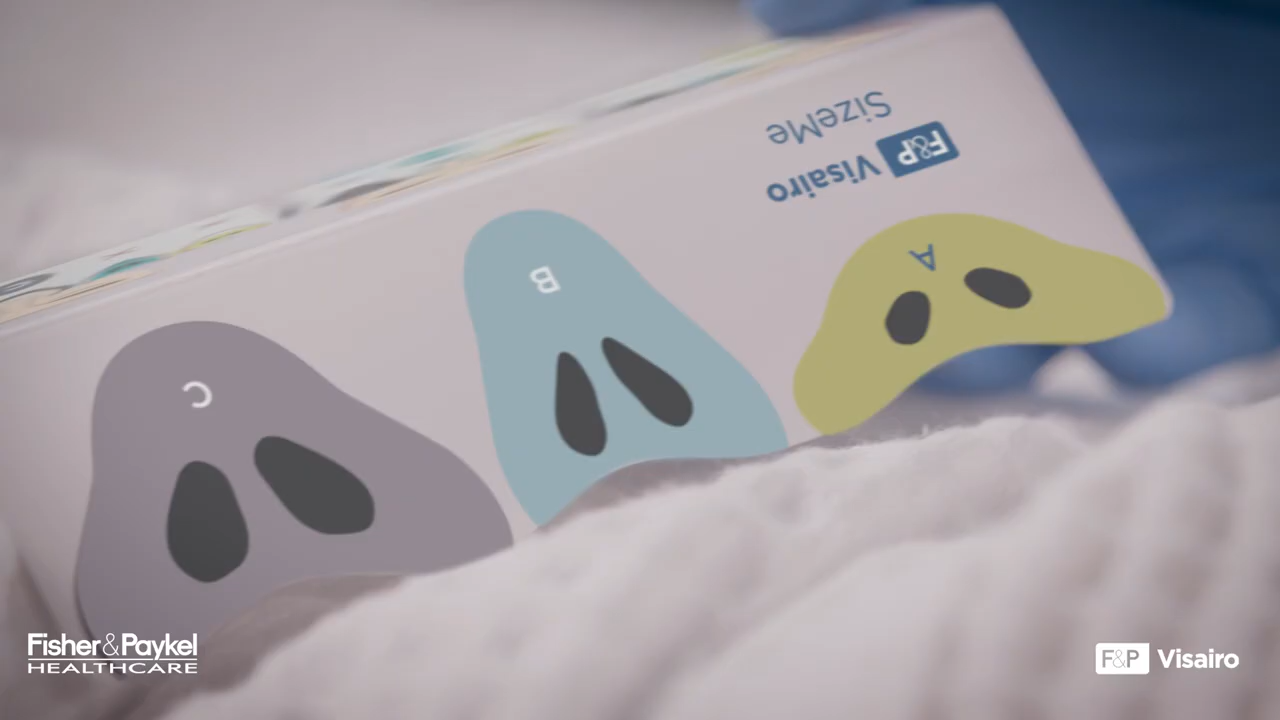 SizeMe
F&P Visairo
A
B
C
Fisher&Paykel
HEALTHCARE
F&P Visairo